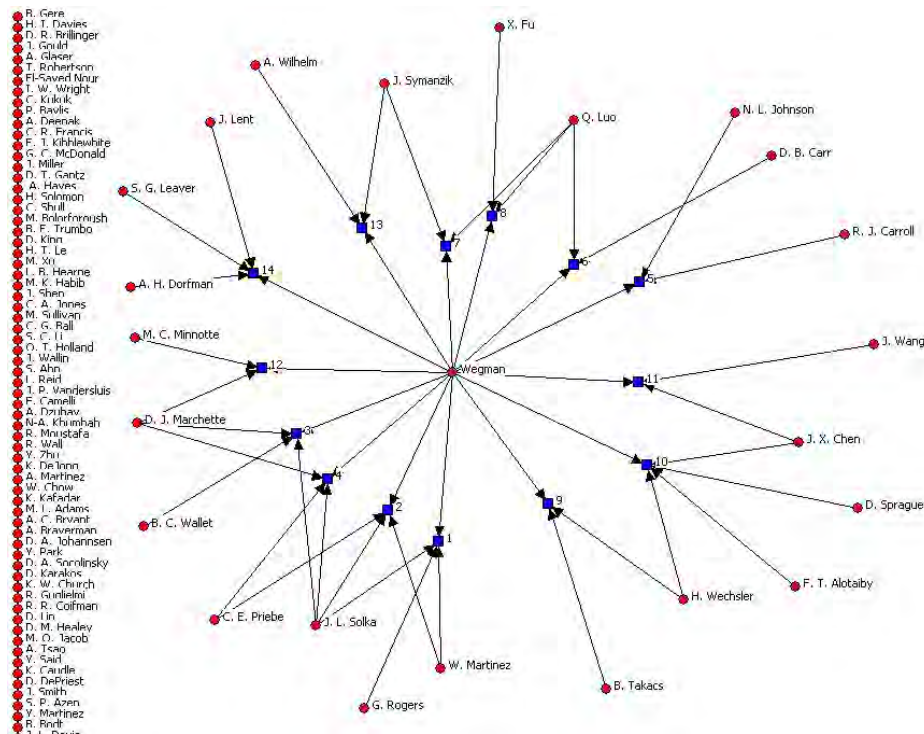 B. Gere
H. T. Davies
D. R. Brillinger
J. Gould
A. Glaser
T. Robertson
El-Sayed Nour
T. W. Wright
C. Kukuk
P. Baylis
A. Deepak
C. R. Francis
E. J. Kibblewhite
G. C. McDonald
J. Miller
D. T. Gantz
A. Hayes
H. Solomon
C. Shull
M. Bolorforoush
B. E. Trumbo
D. King
H. T. Le
M. Xu
L. B. Hearne
M. K. Habib
J. Shen
C. A. Jones
M. Sullivan
C. G. Ball
S. C. Li
O. T. Holland
J. Wallin
S. Ahn
L. Reid
J. P. Vandersluis
F. Camelli
A. Dzubay
N-A. Khumbah
R. Moustafa
R. Wall
Y. Zhu
K. DeJong
A. Martinez
W. Chow
K. Kafadar
M. L. Adams
A. C. Bryant
A. Braverman
D. A. Johannsen
Y. Park
D. A. Socolinsky
D. Karakos
K. W. Church
R. Guglielmi
R. R. Coifman
D. Lin
D. M. Healey
M. O. Jacob
A. Tsao
Y. Said
K. Caudle
D. DePriest
J. Smith
S. P. Azen
Y. Martinez
B. Bodt
X. Fu
A. Wilhelm
J. Symanzik
Q. Luo
N. L. Johnson
J. Lent
D. B. Carr
S. G. Leaver
8
13
7
R. J. Carroll
6
14
5
A. H. Dorfman
M. C. Minnotte
J. Wang
12
Wegman
11
D. J. Marchette
3
J. X. Chen
10
4
D. Sprague
9
2
B. C. Wallet
1
F. T. Alotaiby
H. Wechsler
C. E. Priebe
J. L. Solka
W. Martinez
B. Takacs
G. Rogers